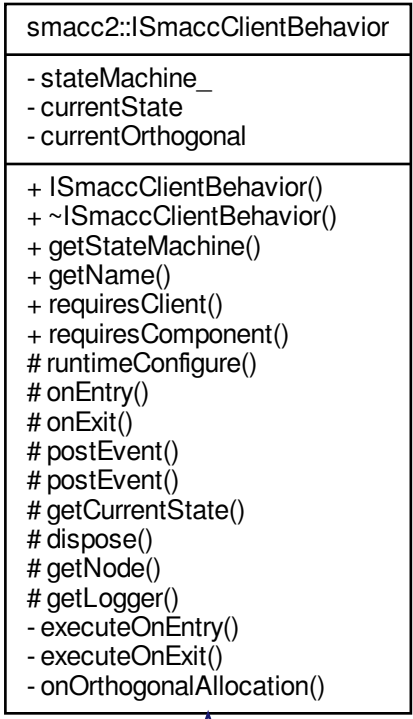 smacc2::ISmaccClientBehavior
- stateMachine_
- currentState
- currentOrthogonal
+ ISmaccClientBehavior()
+ ~ISmaccClientBehavior()
+ getStateMachine()
+ getName()
+ requiresClient()
+ requiresComponent()
# runtimeConfigure()
# onEntry()
# onExit()
# postEvent()
# postEvent()
# getCurrentState()
# dispose()
# getNode()
# getLogger()
- executeOnEntry()
- executeOnExit()
- onOrthogonalAllocation()